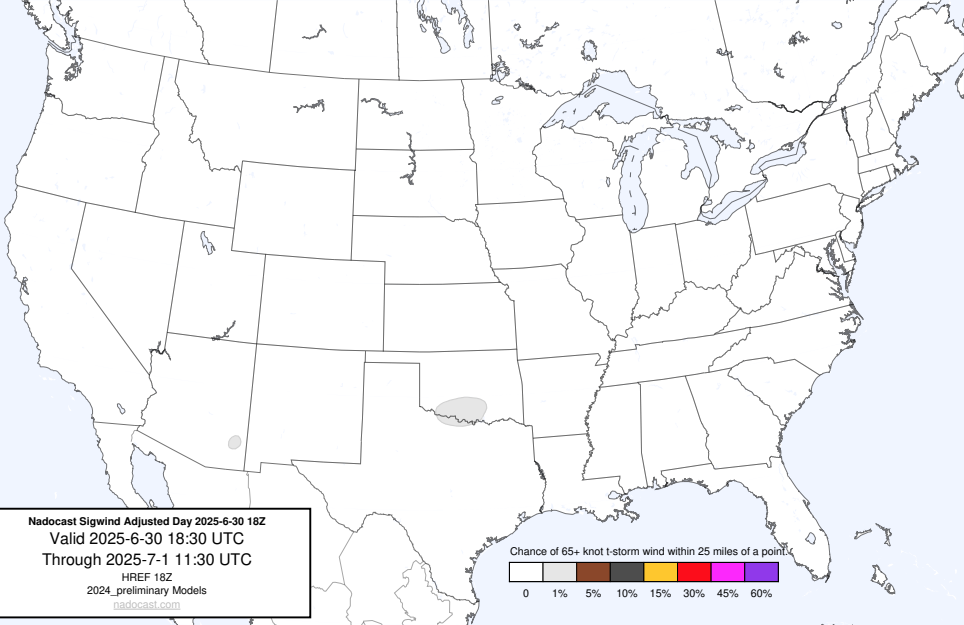 Nadocast Sigwind Adjusted Day 2025-6-30 18Z
Valid 2025-6-30 18:30 UTC
Through 2025-7-1 11:30 UTC
HREF 18Z
2024_preliminary Models
nadocast.com
Chance of 65+ knot t-storm wind within 25 miles of a point.
0 1% 5% 10% 15% 30% 45% 60%